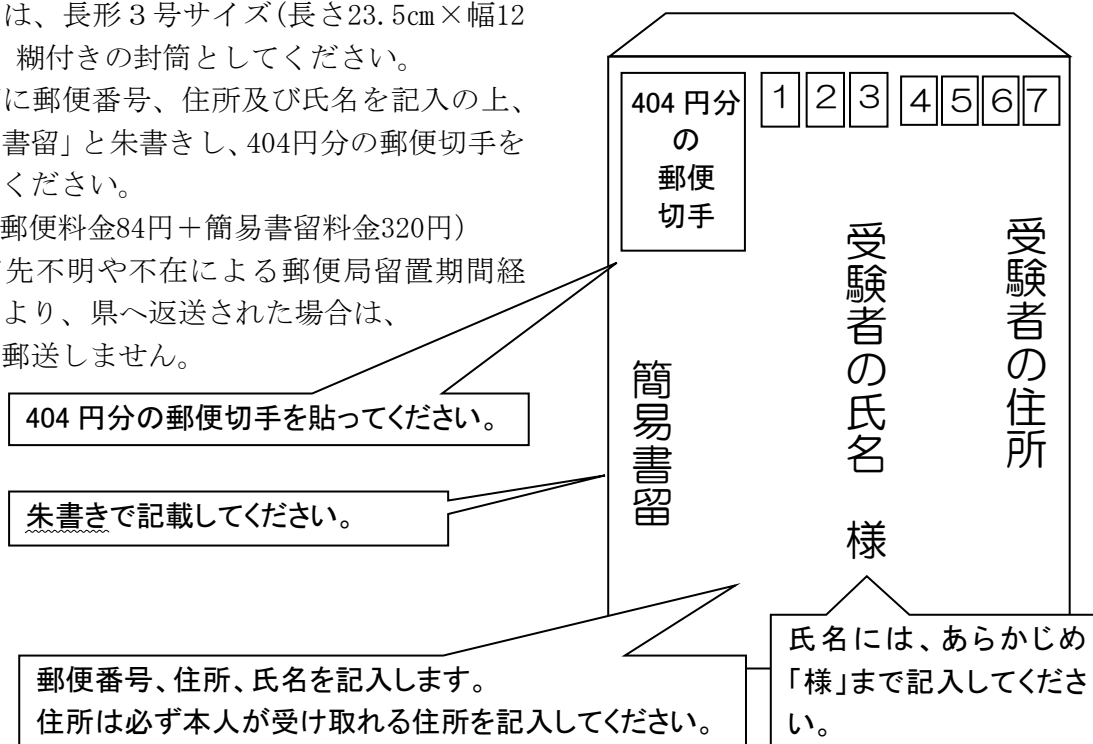 は、長形３号サイズ(長さ23.5㎝×幅12
糊付きの封筒としてください。
に郵便番号、住所及び氏名を記入の上、
書留」と朱書きし、404円分の郵便切手を
ください。
郵便料金84円＋簡易書留料金320円）
先不明や不在による郵便局留置期間経
より、県へ返送された場合は、
郵送しません。
404 円分
の
郵便
切手
1 2 3 4 5 6 7
受験者の住所
受験者の氏名 様
簡易書留
404 円分の郵便切手を貼ってください。
朱書きで記載してください。
郵便番号、住所、氏名を記入します。
住所は必ず本人が受け取れる住所を記入してください。
氏名には、あらかじめ
「様」まで記入してくださ
い。